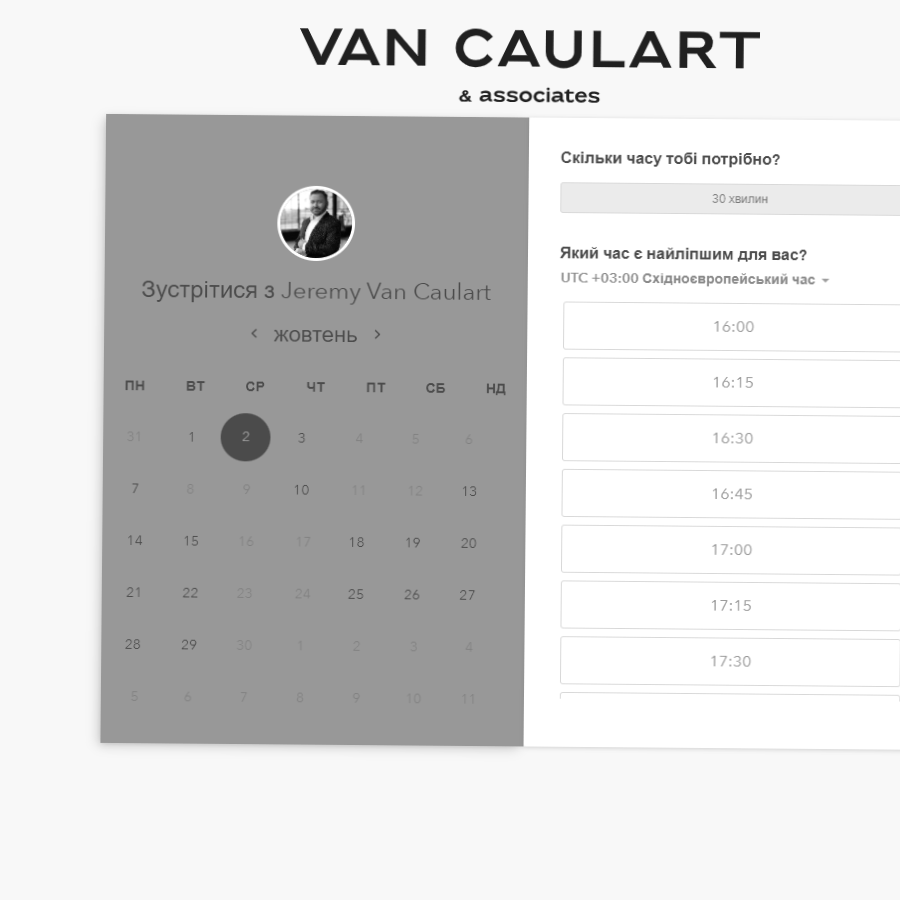 VAN CAULART
& associates
Зустрітися з Jeremy Van Caulart
жовтень
ПН ВТ СР ЧТ ПТ СБ НД
31 1 2 3 4 5 6
7 8 9 10 11 12 13
14 15 16 17 18 19 20
21 22 23 24 25 26 27
28 29 30 1 2 3 4
5 6 7 8 9 10 11
Скільки часу тобі потрібно?
30 хвилин
Який час є найліпшим для вас?
UTC +03:00 Східноєвропейський час
16:00
16:15
16:30
16:45
17:00
17:15
17:30